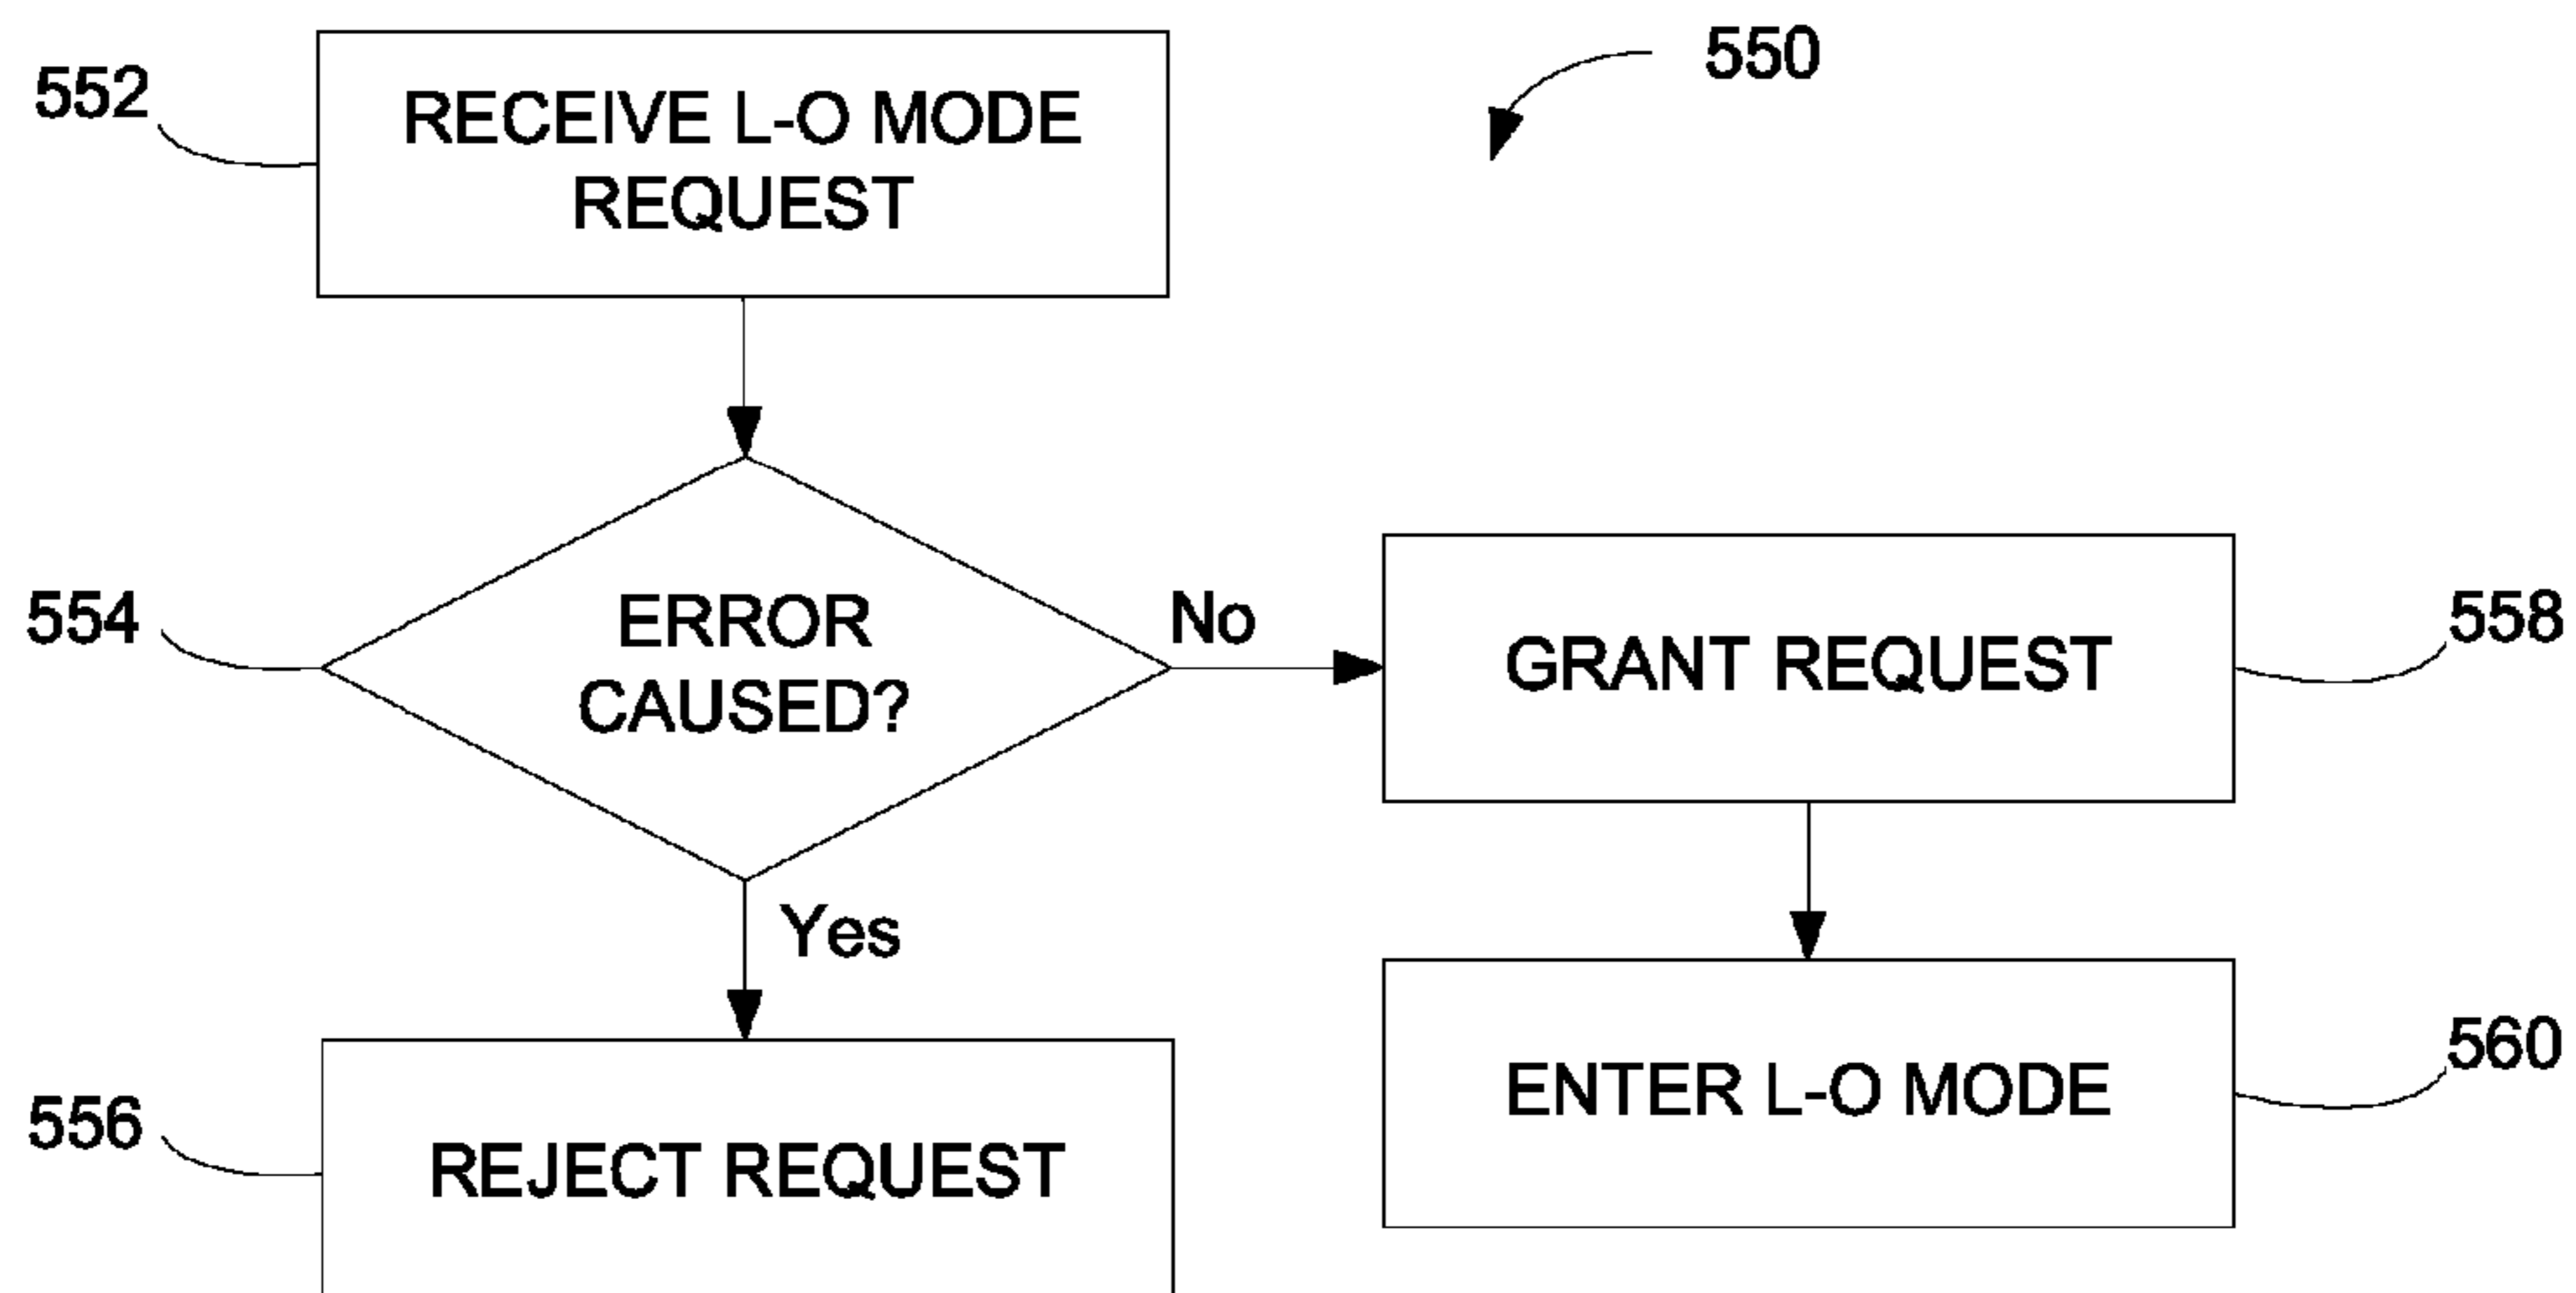 550
552
RECEIVE L-O MODE
REQUEST
554
ERROR
CAUSED?
No
Yes
558
GRANT REQUEST
556
REJECT REQUEST
560
ENTER L-O MODE